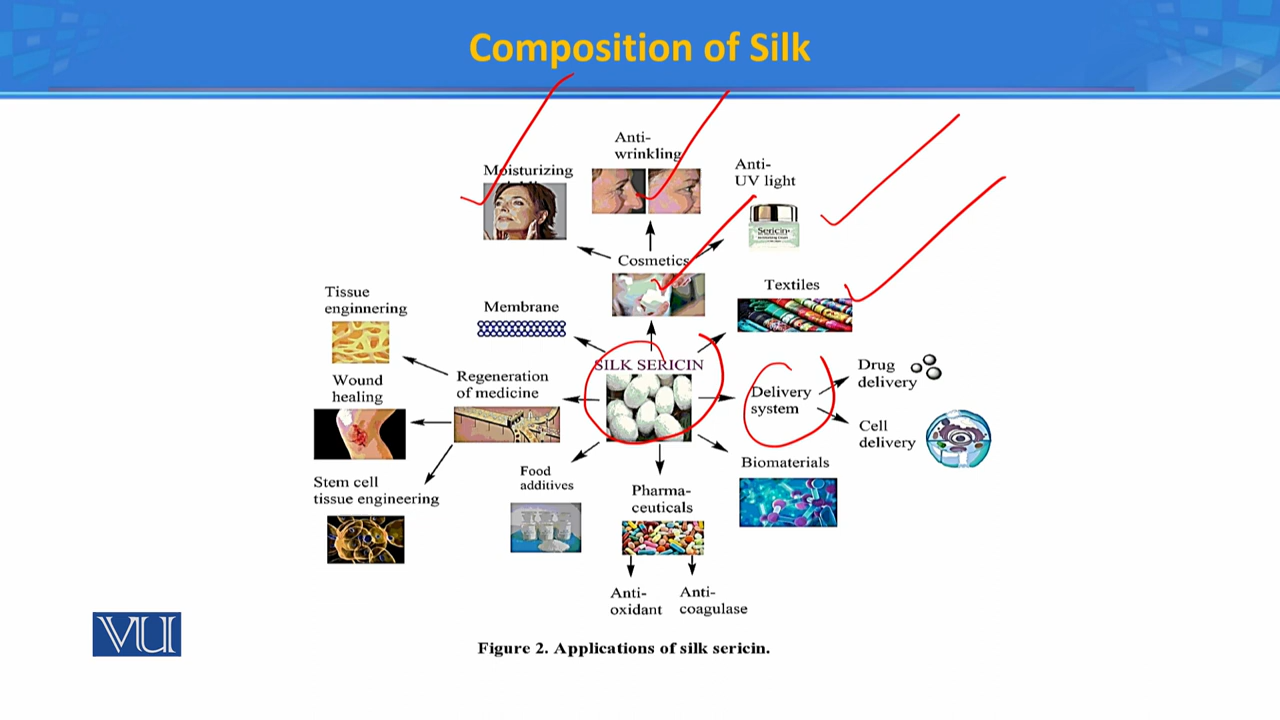 Composition of Silk
Anti-
wrinkling
Moisturizing
Anti-
UV light
Sericin
Cosmetics
Textiles
Tissue
enginnering
Membrane
SILK SERICIN
Drug
delivery
Wound
healing
Regeneration
of medicine
Delivery
system
Cell
delivery
Biomaterials
Food
additives
Stem cell
tissue engineering
Pharma-
ceuticals
Anti-
oxidant
Anti-
coagulase
VU
Figure 2. Applications of silk sericin.